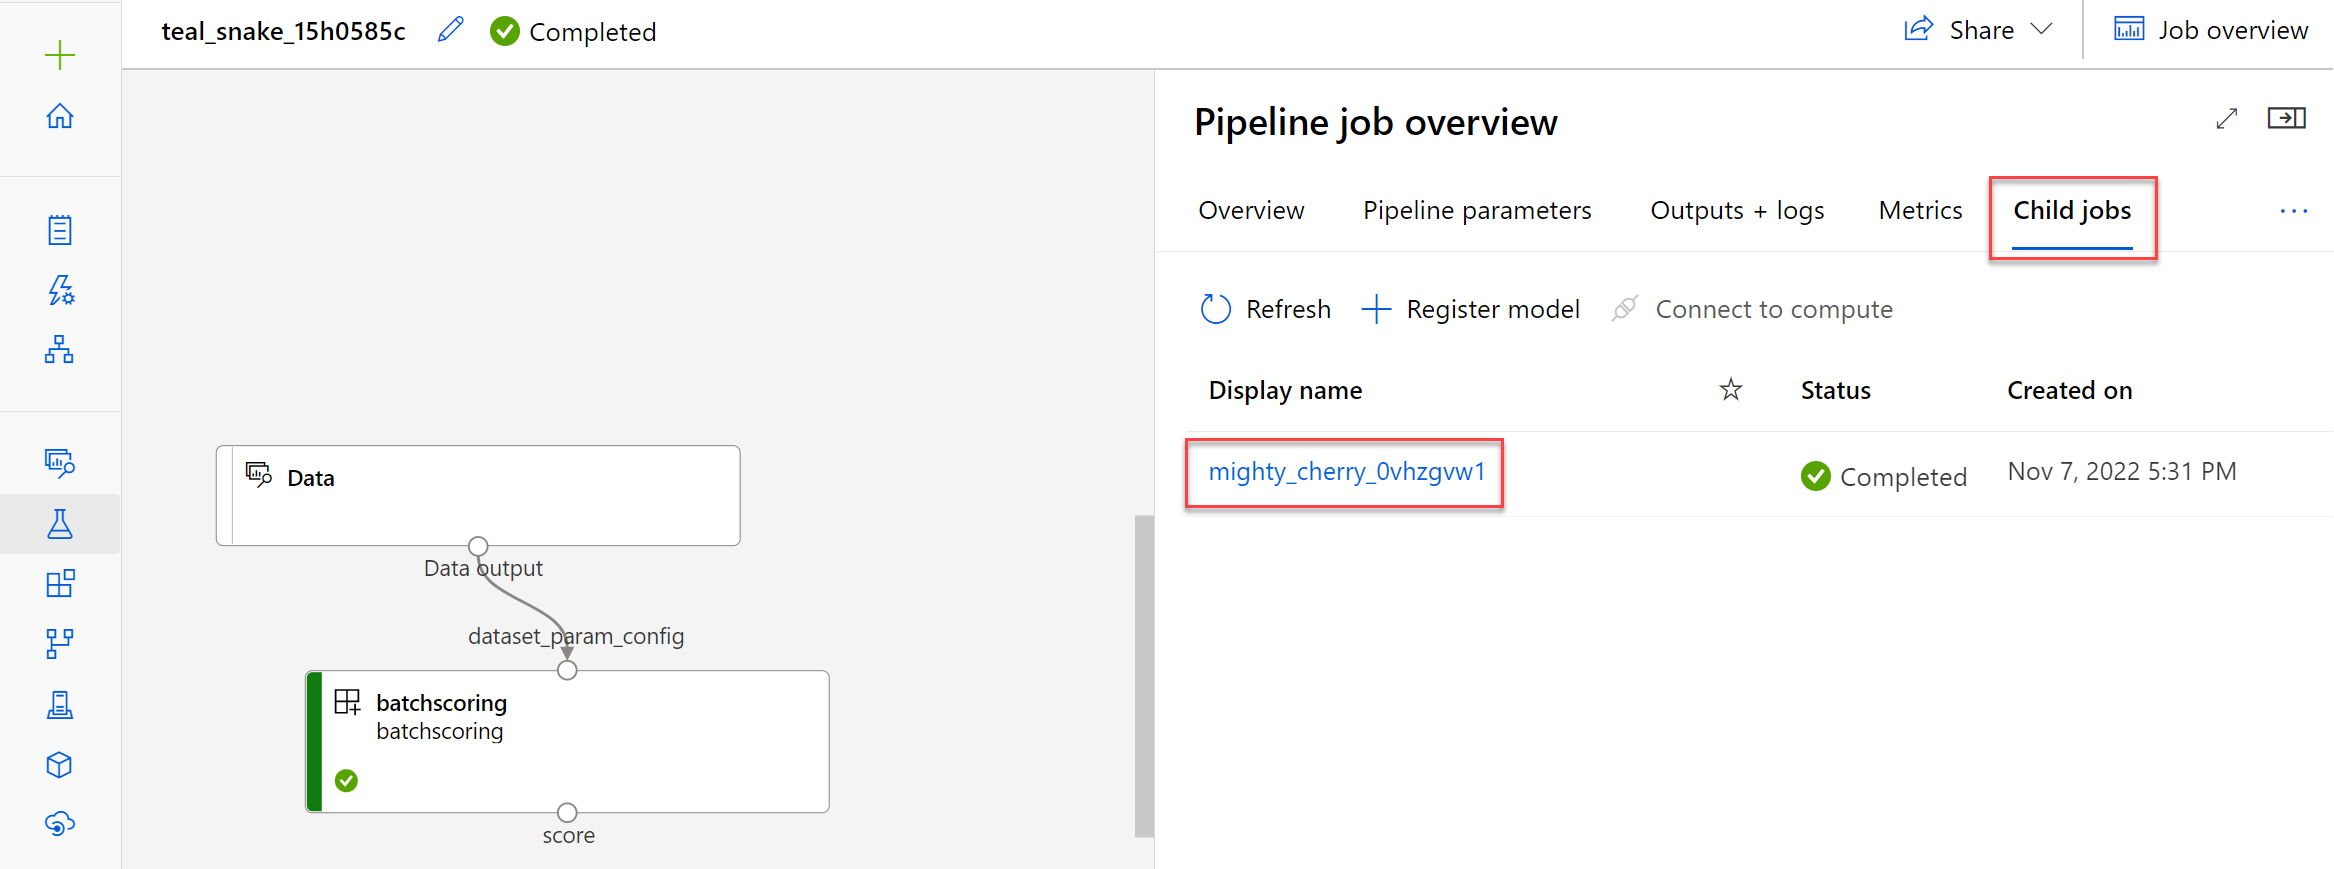 teal_snake_15h0585c Completed Share Job overview
Data
Data output
dataset_param_config
batchscoring
batchscoring
score
Pipeline job overview
Overview Pipeline parameters Outputs + logs Metrics Child jobs ...
Refresh Register model Connect to compute
Display name Status Created on
mighty_cherry_0vhzgvw1 Completed Nov 7, 2022 5:31 PM